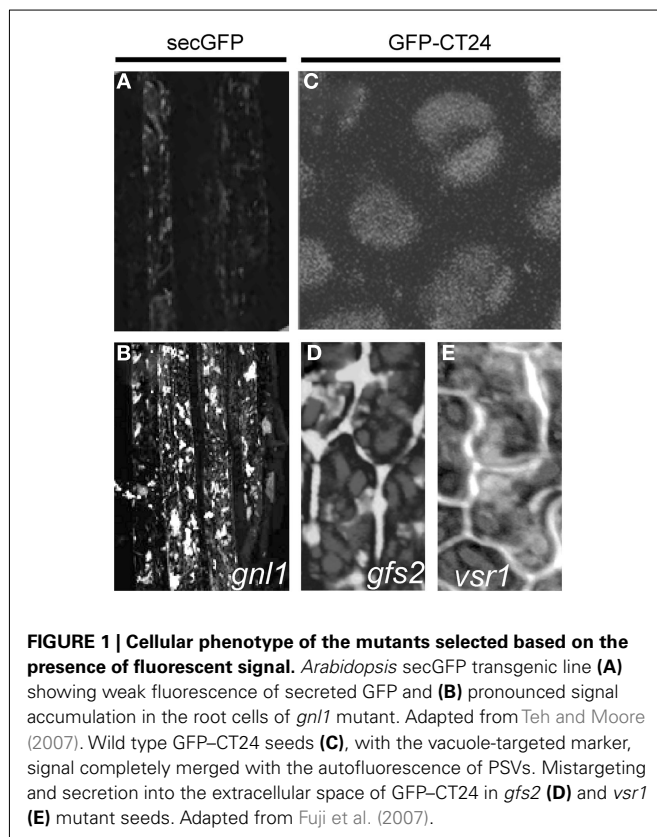 secGFP
GFP-CT24
A
C
B
gnl1
D
gfs2
E
vsr1
FIGURE 1 | Cellular phenotype of the mutants selected based on the
presence of fluorescent signal. Arabidopsis secGFP transgenic line (A)
showing weak fluorescence of secreted GFP and (B) pronounced signal
accumulation in the root cells of gnl1 mutant. Adapted from Teh and Moore
(2007). Wild type GFP–CT24 seeds (C), with the vacuole-targeted marker,
signal completely merged with the autofluorescence of PSVs. Mistargeting
and secretion into the extracellular space of GFP–CT24 in gfs2 (D) and vsr1
(E) mutant seeds. Adapted from Fuji et al. (2007).